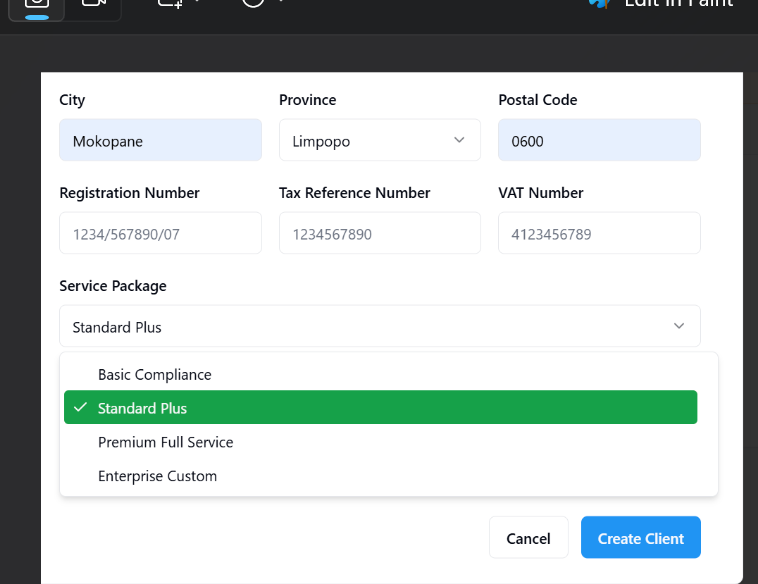 Edit in Paint
City Province Postal Code
Mokopane Limpopo 0600
Registration Number Tax Reference Number VAT Number
1234/567890/07 1234567890 4123456789
Service Package
Standard Plus
Basic Compliance
Standard Plus
Premium Full Service
Enterprise Custom
Cancel Create Client